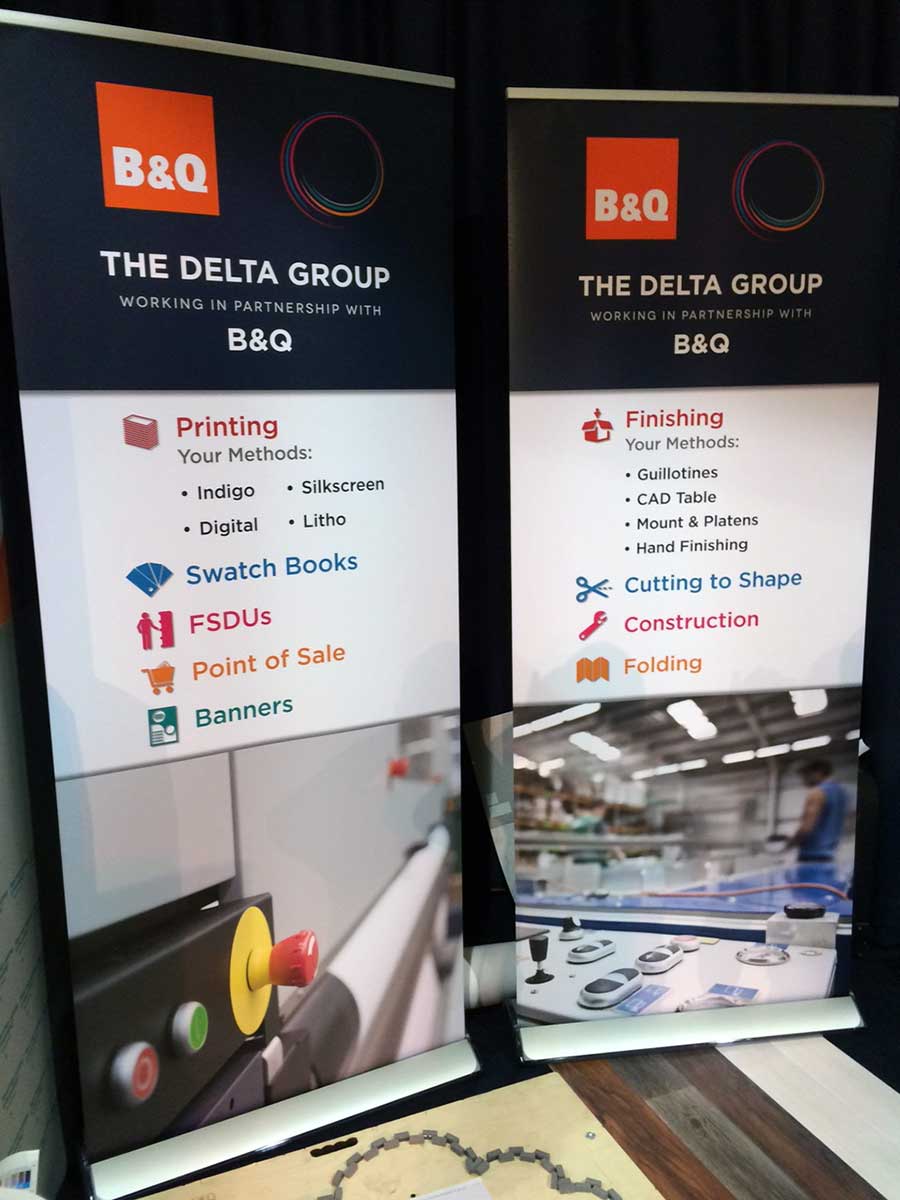 B&Q
THE DELTA GROUP
WORKING IN PARTNERSHIP WITH
B&Q
Printing
Your Methods:
• Indigo • Silkscreen
• Digital • Litho
Swatch Books
FSDUs
Point of Sale
Banners
B&Q
THE DELTA GROUP
WORKING IN PARTNERSHIP WITH
B&Q
Finishing
Your Methods:
• Guillotines
• CAD Table
• Mount & Platens
• Hand Finishing
Cutting to Shape
Construction
Folding